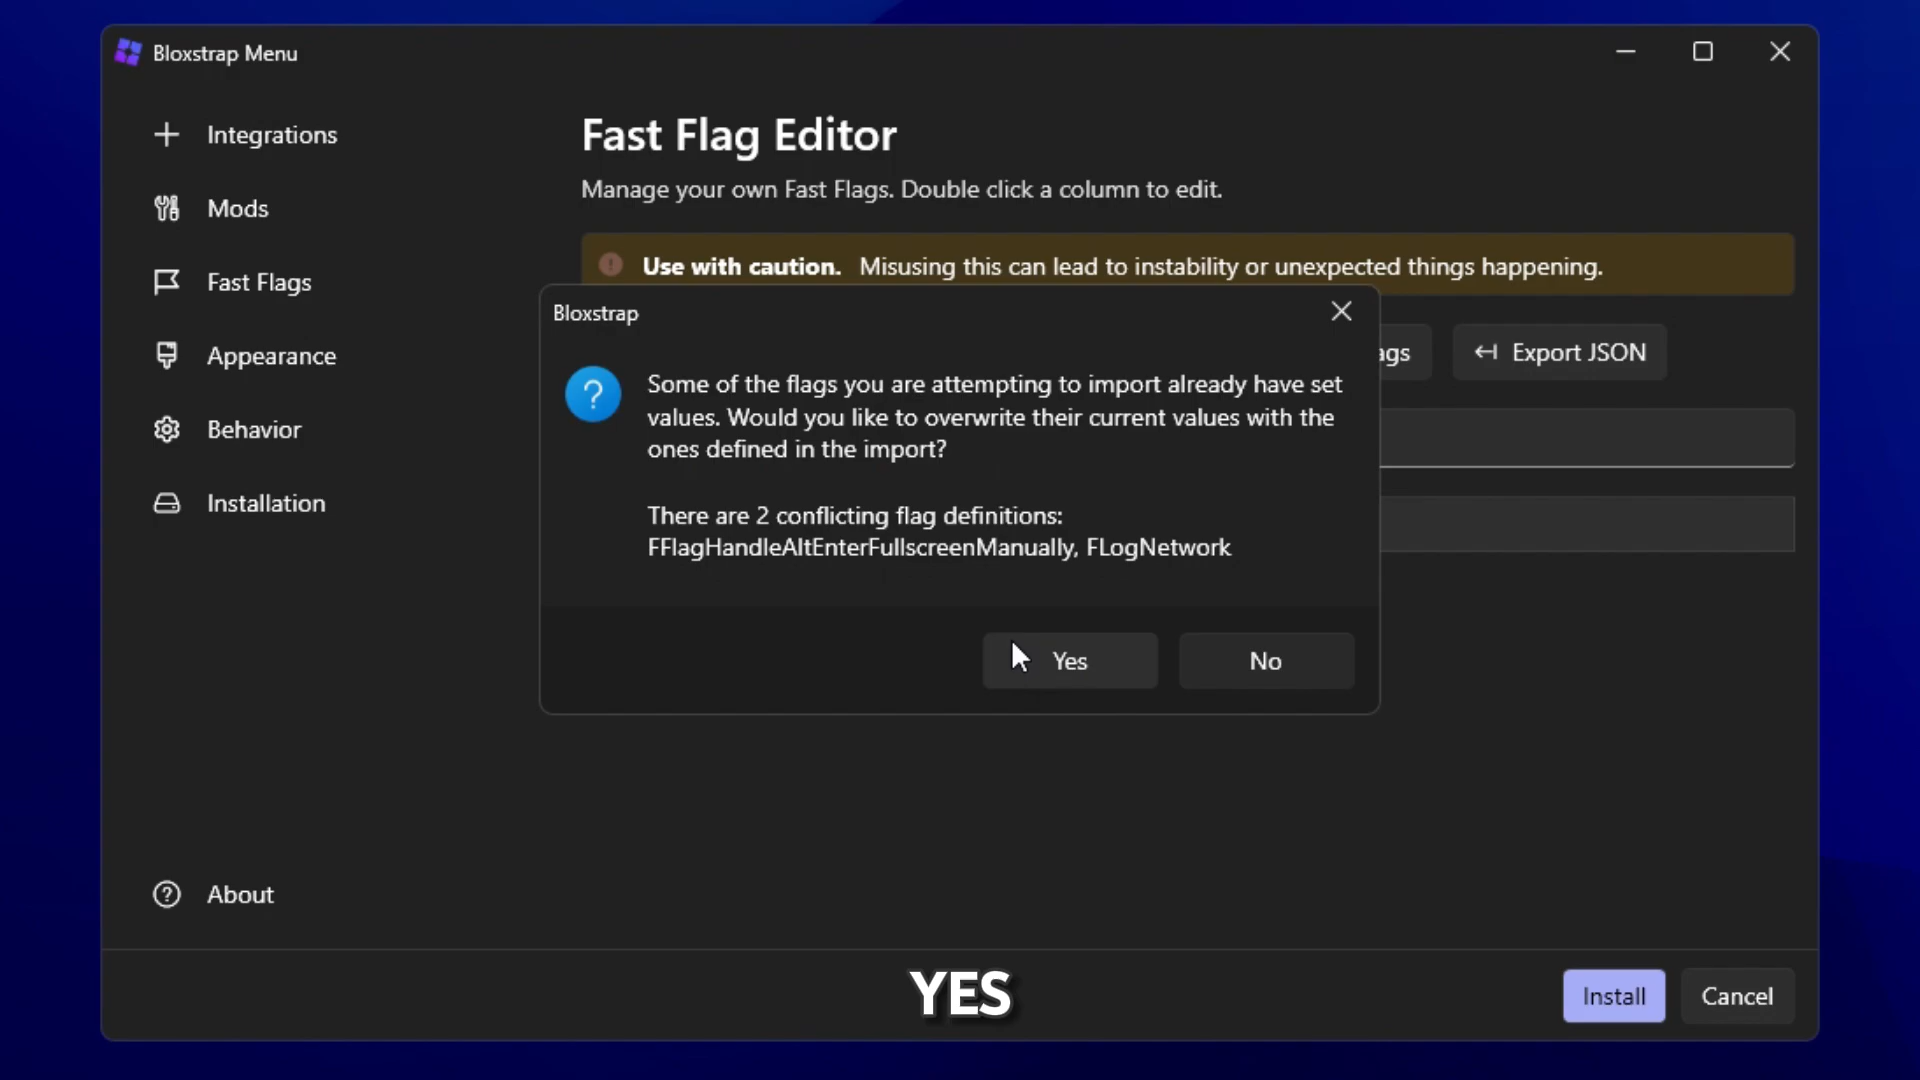 Bloxstrap Menu
Integrations
Mods
Fast Flags
Appearance
Behavior
Installation
About
Fast Flag Editor
Manage your own Fast Flags. Double click a column to edit.
Use with caution. Misusing this can lead to instability or unexpected things happening.
Export JSON
Bloxstrap
Some of the flags you are attempting to import already have set
values. Would you like to overwrite their current values with the
ones defined in the import?
There are 2 conflicting flag definitions:
FFlagHandleAltEnterFullscreenManually, FLogNetwork
Yes
No
YES
Install
Cancel